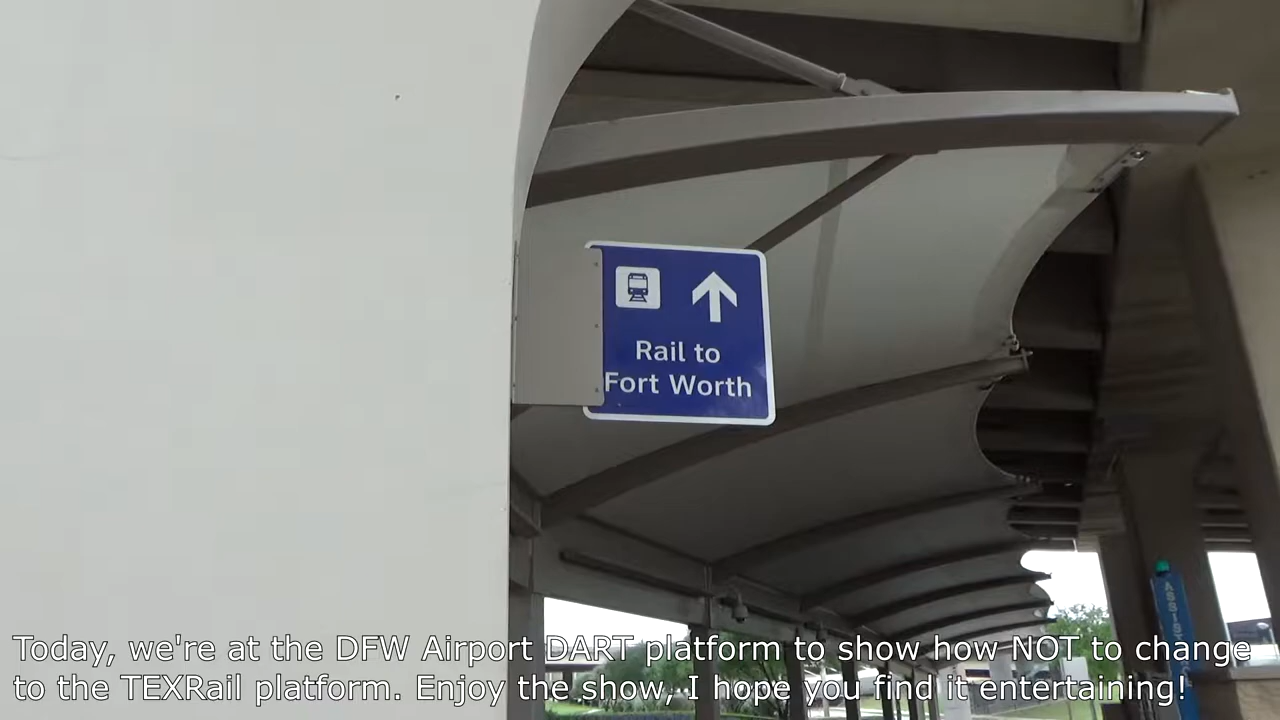 Rail to
Fort Worth
ASSIST
Today, we're at the DFW Airport DART platform to show how NOT to change
to the TEXRail platform. Enjoy the show, I hope you find it entertaining!